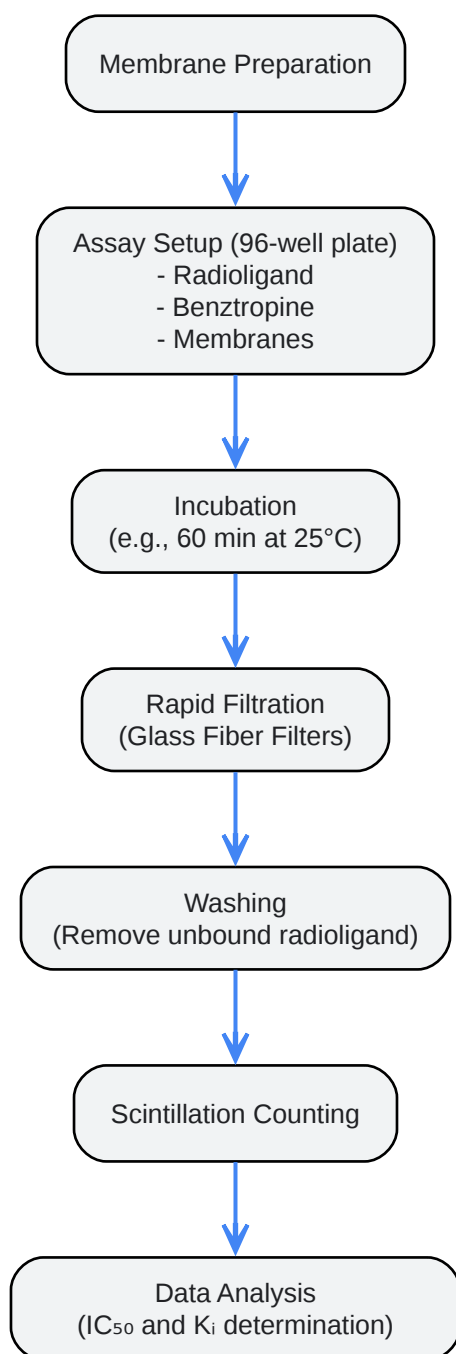 Membrane Preparation
Assay Setup (96-well plate)
- Radioligand
- Benztropine
- Membranes
Incubation
(e.g., 60 min at 25°C)
Rapid Filtration
(Glass Fiber Filters)
Washing
(Remove unbound radioligand)
Scintillation Counting
Data Analysis
(IC₅₀ and Kᵢ determination)